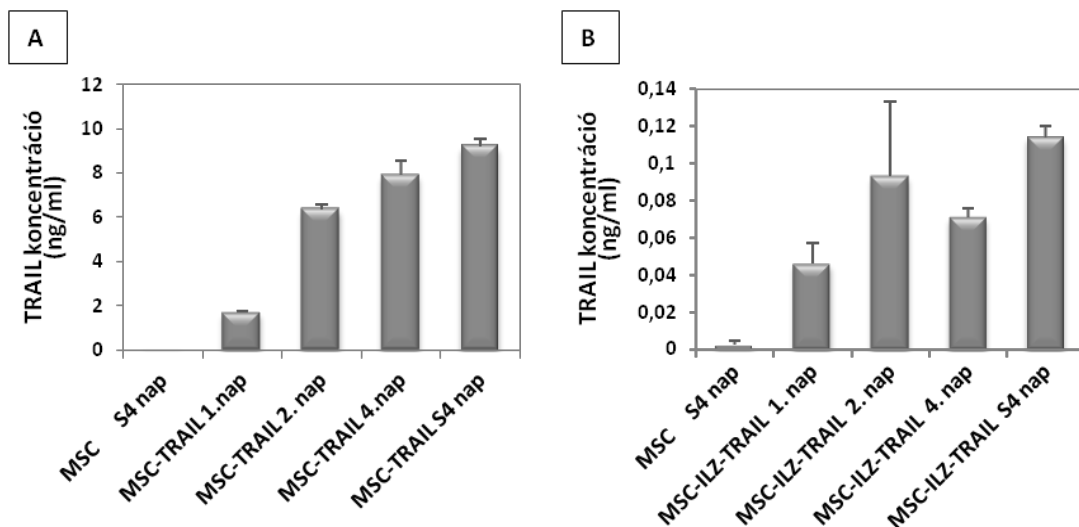 A
TRAIL koncentráció
(ng/ml)
12
10
8
6
4
2
0
MSC S4 nap
MSC-TRAIL 1.nap
MSC-TRAIL 2. nap
MSC-TRAIL 4.nap
MSC-TRAIL S4 nap
B
TRAIL koncentráció
(ng/ml)
0,14
0,12
0,1
0,08
0,06
0,04
0,02
0
MSC S4 nap
MSC-ILZ-TRAIL 1. nap
MSC-ILZ-TRAIL 2. nap
MSC-ILZ-TRAIL 4. nap
MSC-ILZ-TRAIL S4 nap